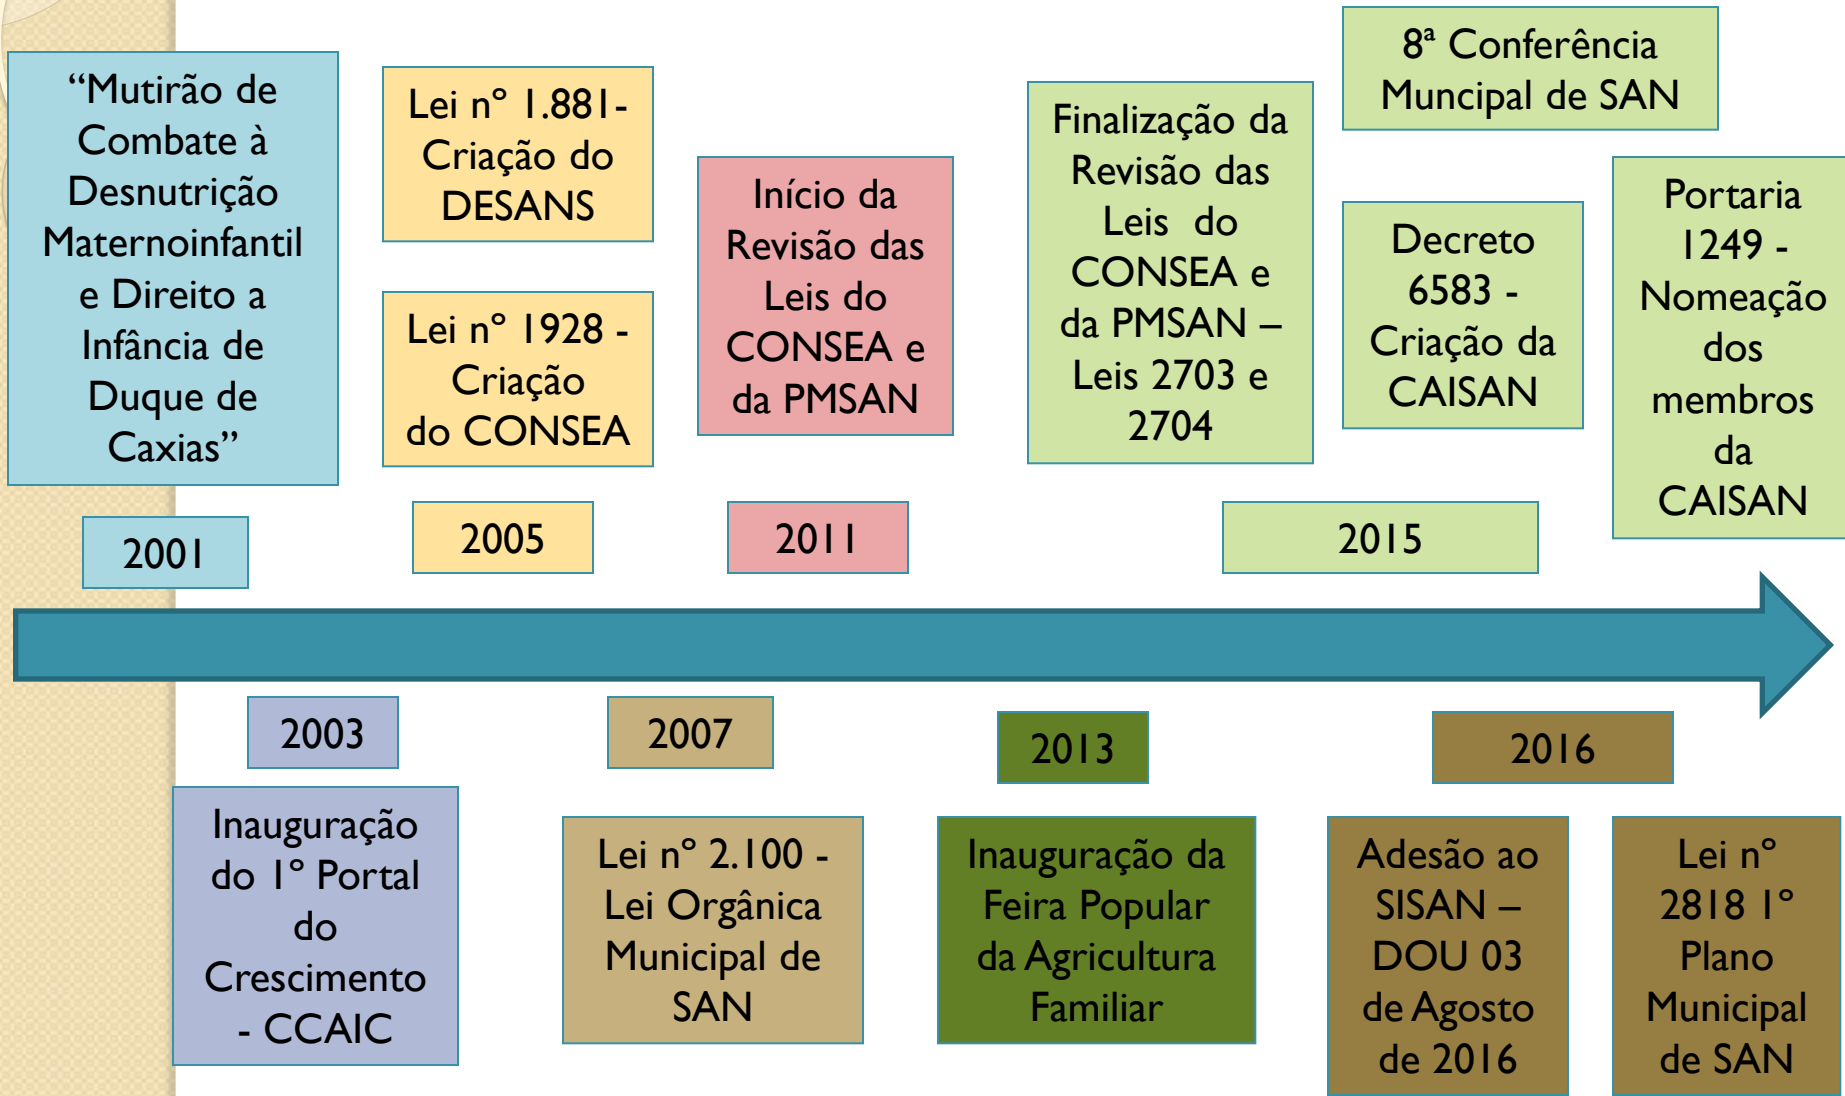 “Mutirão de
Combate à
Desnutrição
Maternoinfantil
e Direito a
Infância de
Duque de
Caxias”
2001
Lei nº 1.881-
Criação do
DESANS
Lei nº 1928 -
Criação
do CONSEA
2005
Início da
Revisão das
Leis do
CONSEA e
da PMSAN
2011
Finalização da
Revisão das
Leis do
CONSEA e
da PMSAN –
Leis 2703 e
2704
8ª Conferência
Muncipal de SAN
Decreto
6583 -
Criação da
CAISAN
Portaria
1249 -
Nomeação
dos
membros
da
CAISAN
2015
2003
Inauguração
do 1º Portal
do
Crescimento
- CCAIC
2007
Lei nº 2.100 -
Lei Orgânica
Municipal de
SAN
2013
Inauguração da
Feira Popular
da Agricultura
Familiar
2016
Adesão ao
SISAN –
DOU 03
de Agosto
de 2016
Lei nº
2818 1º
Plano
Municipal
de SAN